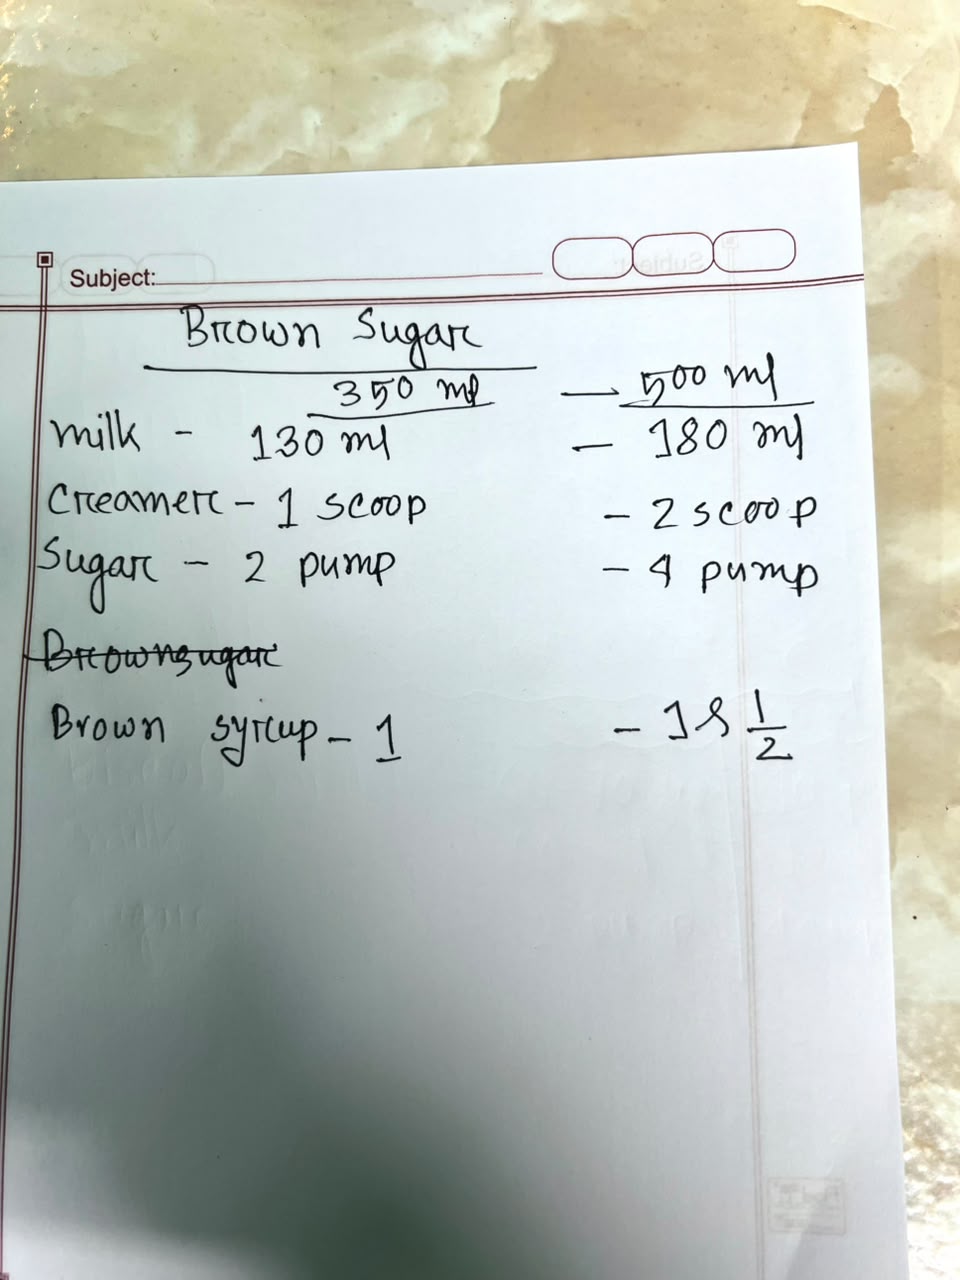 Subject:
Brown Sugar
350 ml — 500 ml
Milk - 130 ml — 180 ml
Creamer - 1 scoop - 2 scoop
Sugar - 2 pump - 4 pump
Brownsugar
Brown syrup - 1 - 1 & 1/2